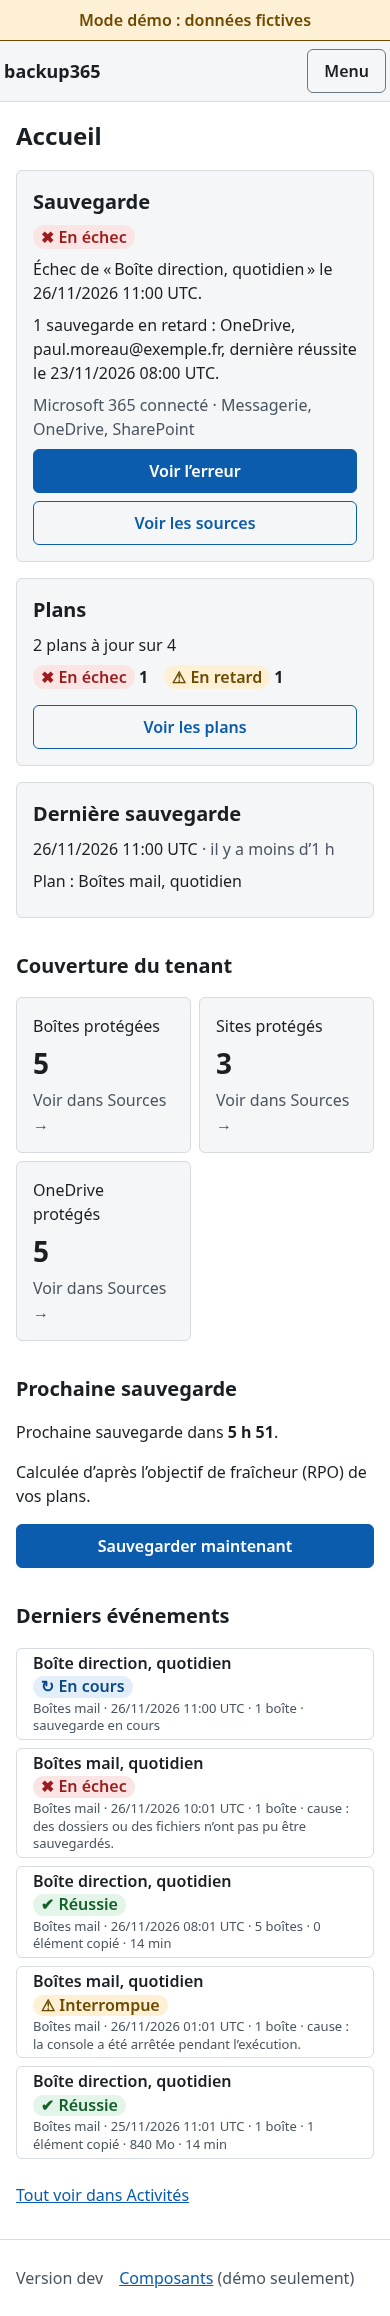 Mode démo : données fictives
backup365
Menu
Accueil
Sauvegarde
✖ En échec
Échec de « Boîte direction, quotidien » le
26/11/2026 11:00 UTC.
1 sauvegarde en retard : OneDrive,
paul.moreau@exemple.fr, dernière réussite
le 23/11/2026 08:00 UTC.
Microsoft 365 connecté · Messagerie,
OneDrive, SharePoint
Voir l’erreur
Voir les sources
Plans
2 plans à jour sur 4
✖ En échec 1 ⚠ En retard 1
Voir les plans
Dernière sauvegarde
26/11/2026 11:00 UTC · il y a moins d’1 h
Plan : Boîtes mail, quotidien
Couverture du tenant
Boîtes protégées
5
Voir dans Sources
→
Sites protégés
3
Voir dans Sources
→
OneDrive
protégés
5
Voir dans Sources
→
Prochaine sauvegarde
Prochaine sauvegarde dans 5 h 51.
Calculée d’après l’objectif de fraîcheur (RPO) de
vos plans.
Sauvegarder maintenant
Derniers événements
Boîte direction, quotidien
↻ En cours
Boîtes mail · 26/11/2026 11:00 UTC · 1 boîte ·
sauvegarde en cours
Boîtes mail, quotidien
✖ En échec
Boîtes mail · 26/11/2026 10:01 UTC · 1 boîte · cause :
des dossiers ou des fichiers n’ont pas pu être
sauvegardés.
Boîte direction, quotidien
✔ Réussie
Boîtes mail · 26/11/2026 08:01 UTC · 5 boîtes · 0
élément copié · 14 min
Boîtes mail, quotidien
⚠ Interrompue
Boîtes mail · 26/11/2026 01:01 UTC · 1 boîte · cause :
la console a été arrêtée pendant l’exécution.
Boîte direction, quotidien
✔ Réussie
Boîtes mail · 25/11/2026 11:01 UTC · 1 boîte · 1
élément copié · 840 Mo · 14 min
Tout voir dans Activités
Version dev Composants (démo seulement)